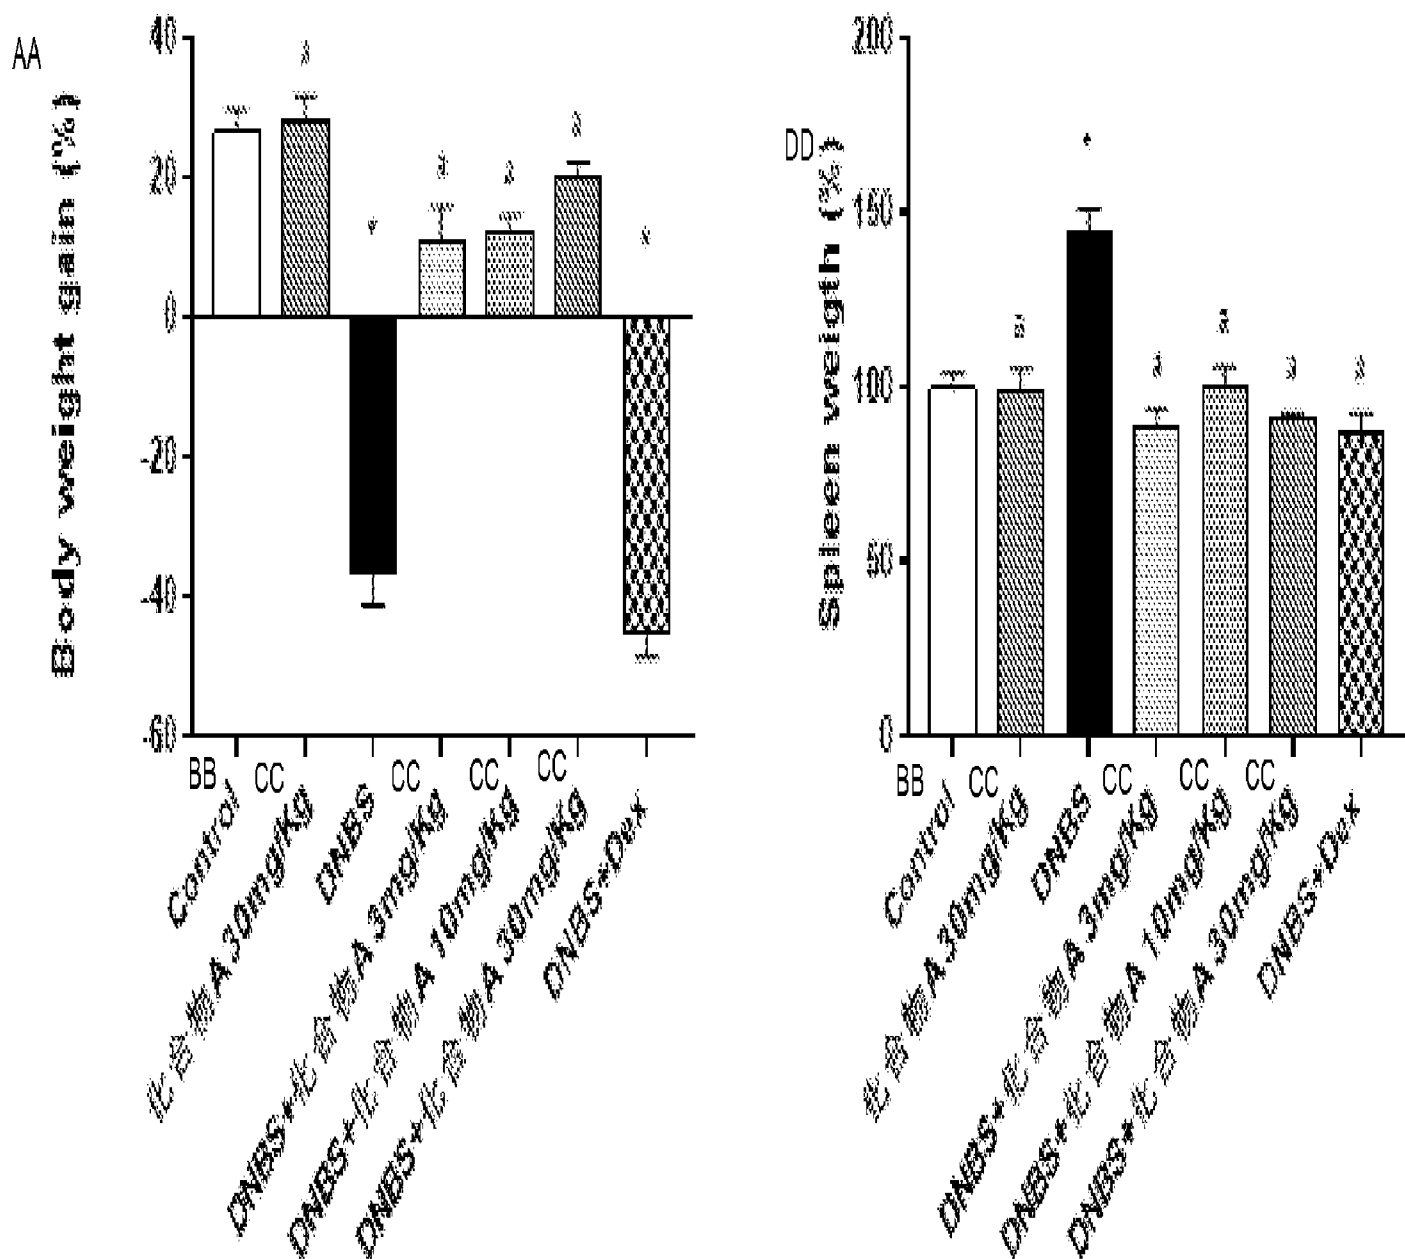 AA
Body weight gain (%)
40
20
0
-20
-40
-60
a
a
*
a
a
a
*
BB
CC
CC
CC
CC
Control
化合物A 30mg/Kg
DNBS
DNBS+化合物A 3mg/Kg
DNBS+化合物A 10mg/Kg
DNBS+化合物A 30mg/Kg
DNBS+Dex
DD
Spleen weigth (%)
200
150
100
50
0
*
a
a
a
a
BB
CC
CC
CC
CC
Control
化合物A 30mg/Kg
DNBS
DNBS+化合物A 3mg/Kg
DNBS+化合物A 10mg/Kg
DNBS+化合物A 30mg/Kg
DNBS+Dex